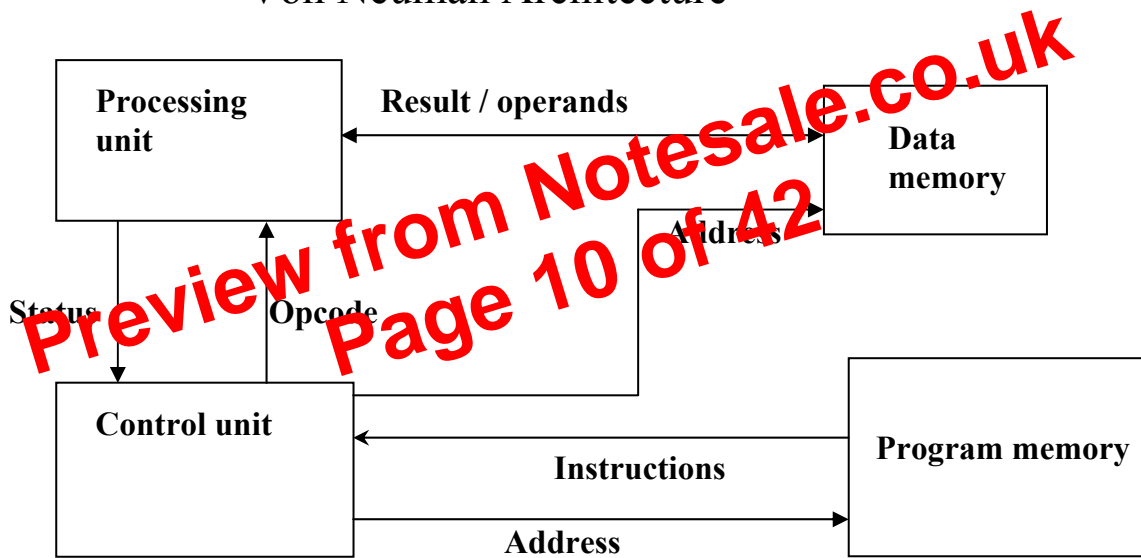 Von Neuman Architecture
Processing
unit
Result / operands
Data
memory
Address
Status
Opcode
Control unit
Instructions
Program memory
Address
Preview from Notesale.co.uk
Page 10 of 42